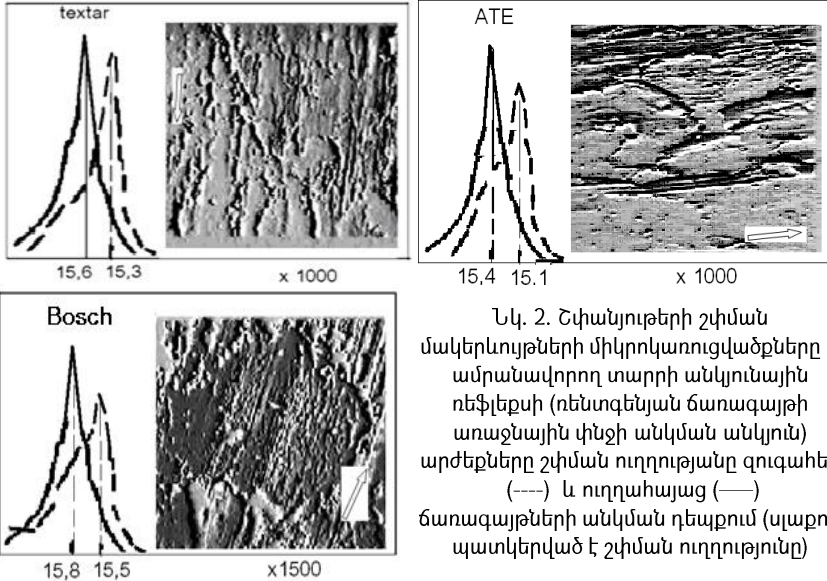 textar
15,6 15,3
x 1000
ATE
15,4 15.1
x 1000
Bosch
15,8 15,5
x1500
Նկ. 2. Շփանյութերի շփման
մակերևույթների միկրոկառուցվածքները
ամրանավորող տարրի անկյունային
ռեֆլեքսի (ռենտգենյան ճառագայթի
առաջնային փնջի անկման անկյուն)
արժեքները շփման ուղղությանը զուգահե
(----) և ուղղահայաց (——)
ճառագայթների անկման դեպքում (սլաքո
պատկերված է շփման ուղղությունը)